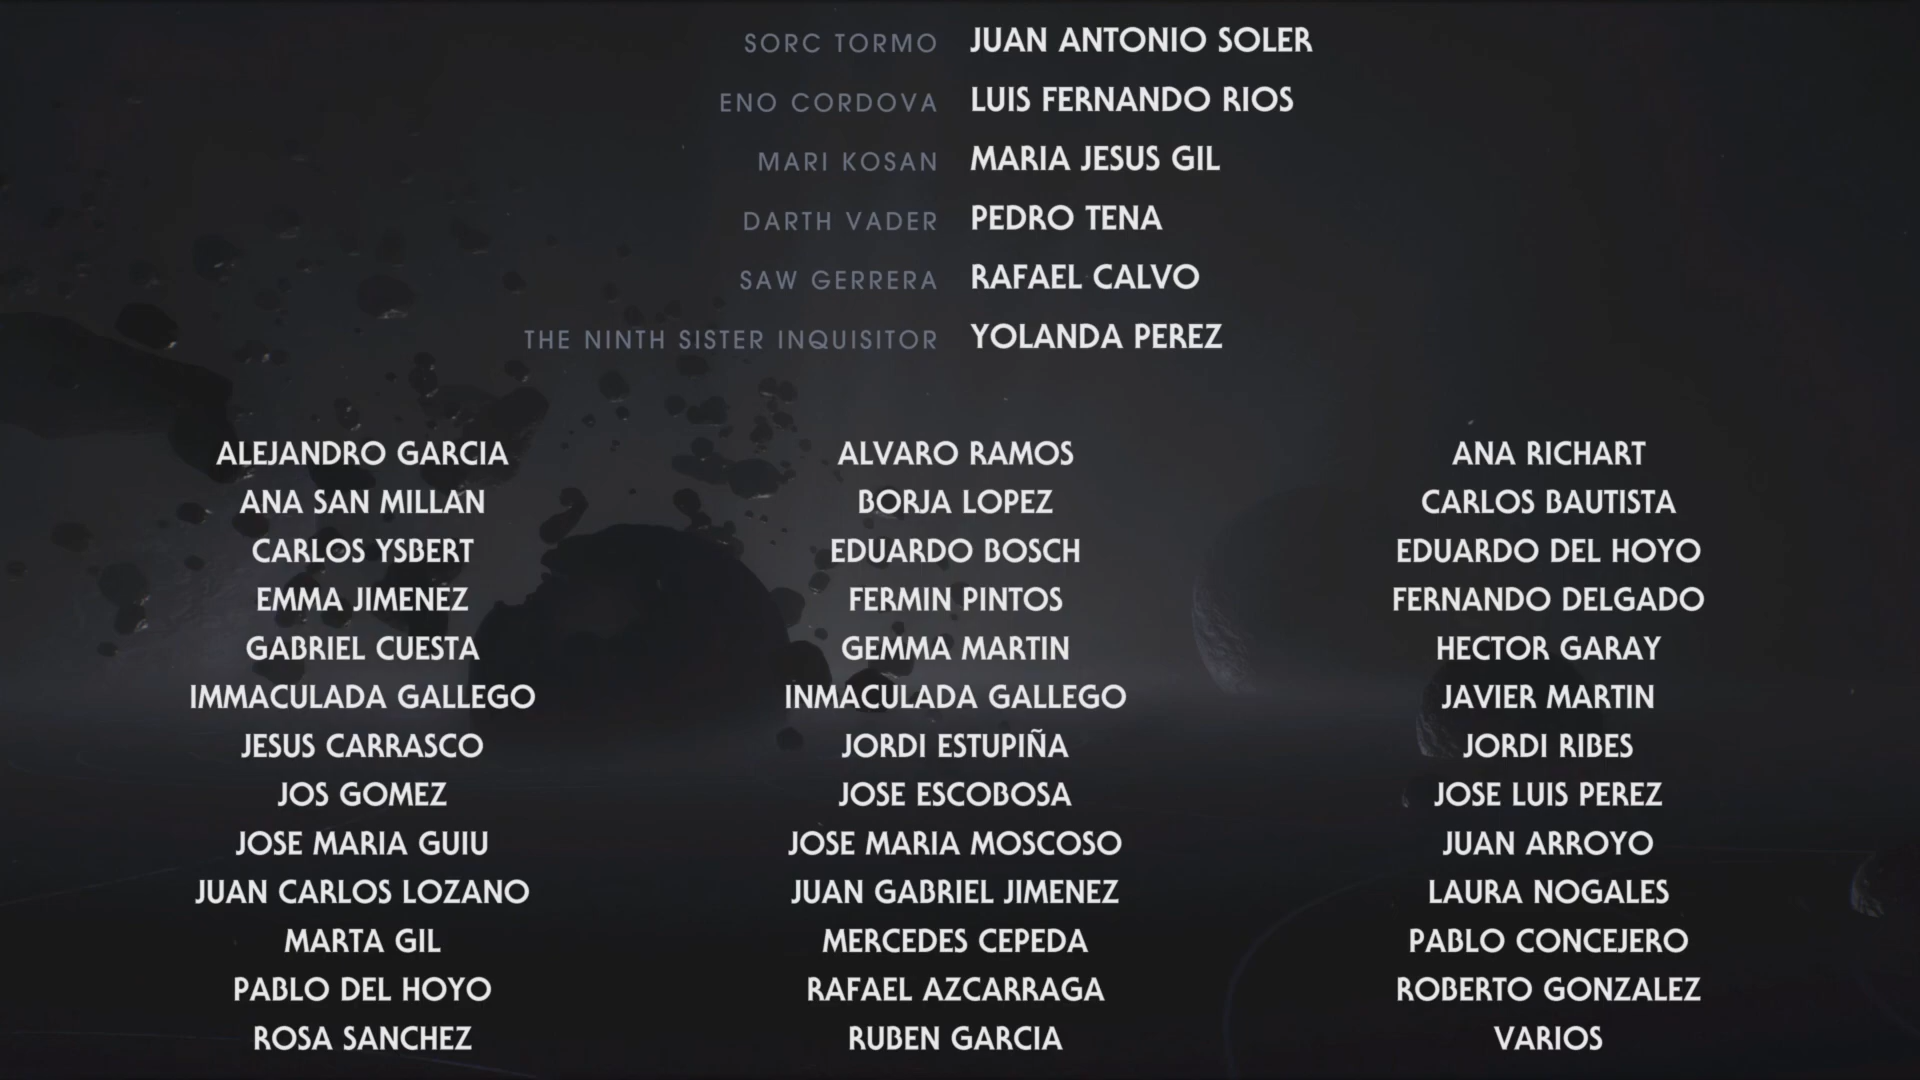 SORC TORMO JUAN ANTONIO SOLER
ENO CORDOVA LUIS FERNANDO RIOS
MARI KOSAN MARIA JESUS GIL
DARTH VADER PEDRO TENA
SAW GERRERA RAFAEL CALVO
THE NINTH SISTER INQUISITOR YOLANDA PEREZ
ALEJANDRO GARCIA ALVARO RAMOS ANA RICHART
ANA SAN MILLAN BORJA LOPEZ CARLOS BAUTISTA
CARLOS YSBERT EDUARDO BOSCH EDUARDO DEL HOYO
EMMA JIMENEZ FERMIN PINTOS FERNANDO DELGADO
GABRIEL CUESTA GEMMA MARTIN HECTOR GARAY
IMMACULADA GALLEGO INMACULADA GALLEGO JAVIER MARTIN
JESUS CARRASCO JORDI ESTUPIÑA JORDI RIBES
JOS GOMEZ JOSE ESCOBOSA JOSE LUIS PEREZ
JOSE MARIA GUIU JOSE MARIA MOSCOSO JUAN ARROYO
JUAN CARLOS LOZANO JUAN GABRIEL JIMENEZ LAURA NOGALES
MARTA GIL MERCEDES CEPEDA PABLO CONCEJERO
PABLO DEL HOYO RAFAEL AZCARRAGA ROBERTO GONZALEZ
ROSA SANCHEZ RUBEN GARCIA VARIOS